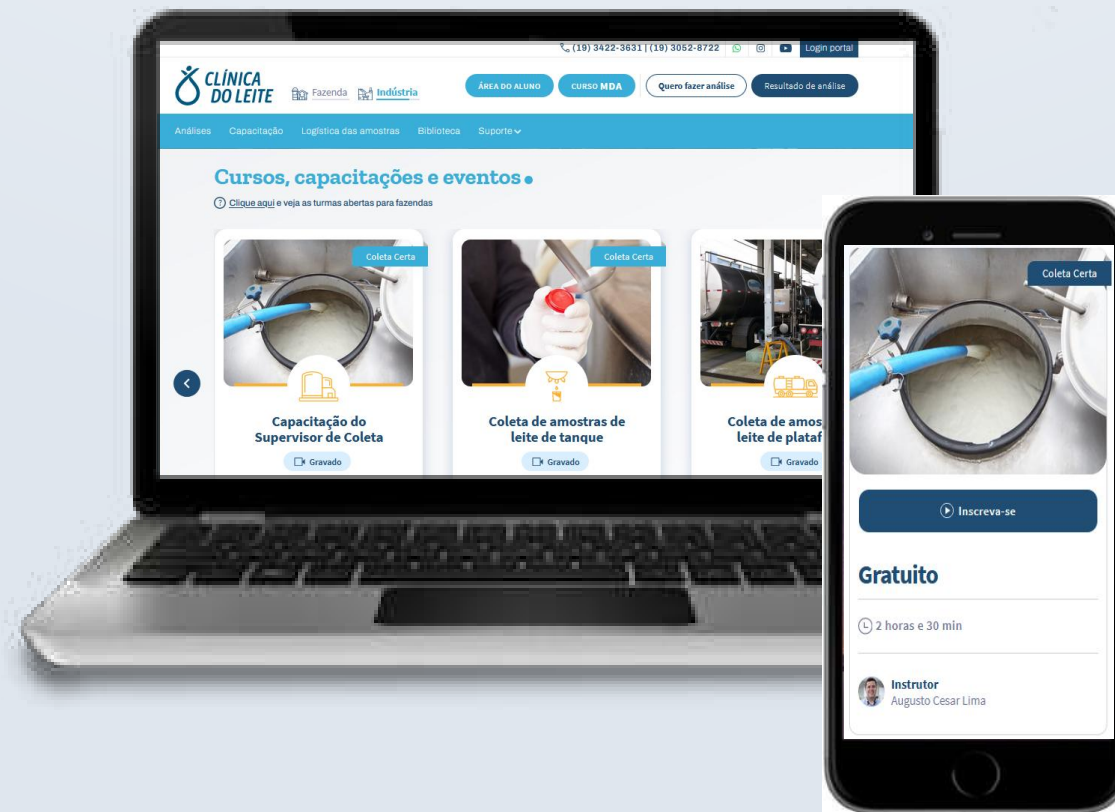 (19) 3422-3631 | (19) 3052-8722 Login portal
CLÍNICA
DO LEITE
Fazenda Indústria
ÁREA DO ALUNO CURSO MDA Quero fazer análise Resultado de análise
Análises Capacitação Logística das amostras Biblioteca Suporte
Cursos, capacitações e eventos
? Clique aqui e veja as turmas abertas para fazendas
Coleta Certa
Capacitação do
Supervisor de Coleta
Gravado
Coleta Certa
Coleta de amostras de
leite de tanque
Gravado
Coleta de amos
leite de plataf
Gravado
Coleta Certa
Inscreva-se
Gratuito
2 horas e 30 min
Instrutor
Augusto Cesar Lima